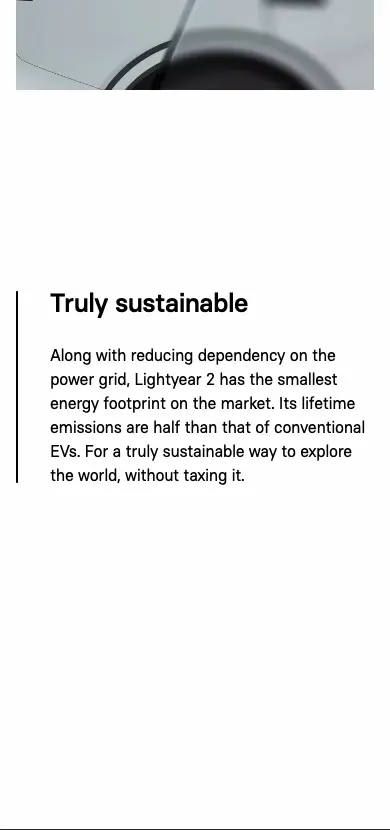 Truly sustainable
Along with reducing dependency on the
power grid, Lightyear 2 has the smallest
energy footprint on the market. Its lifetime
emissions are half than that of conventional
EVs. For a truly sustainable way to explore
the world, without taxing it.